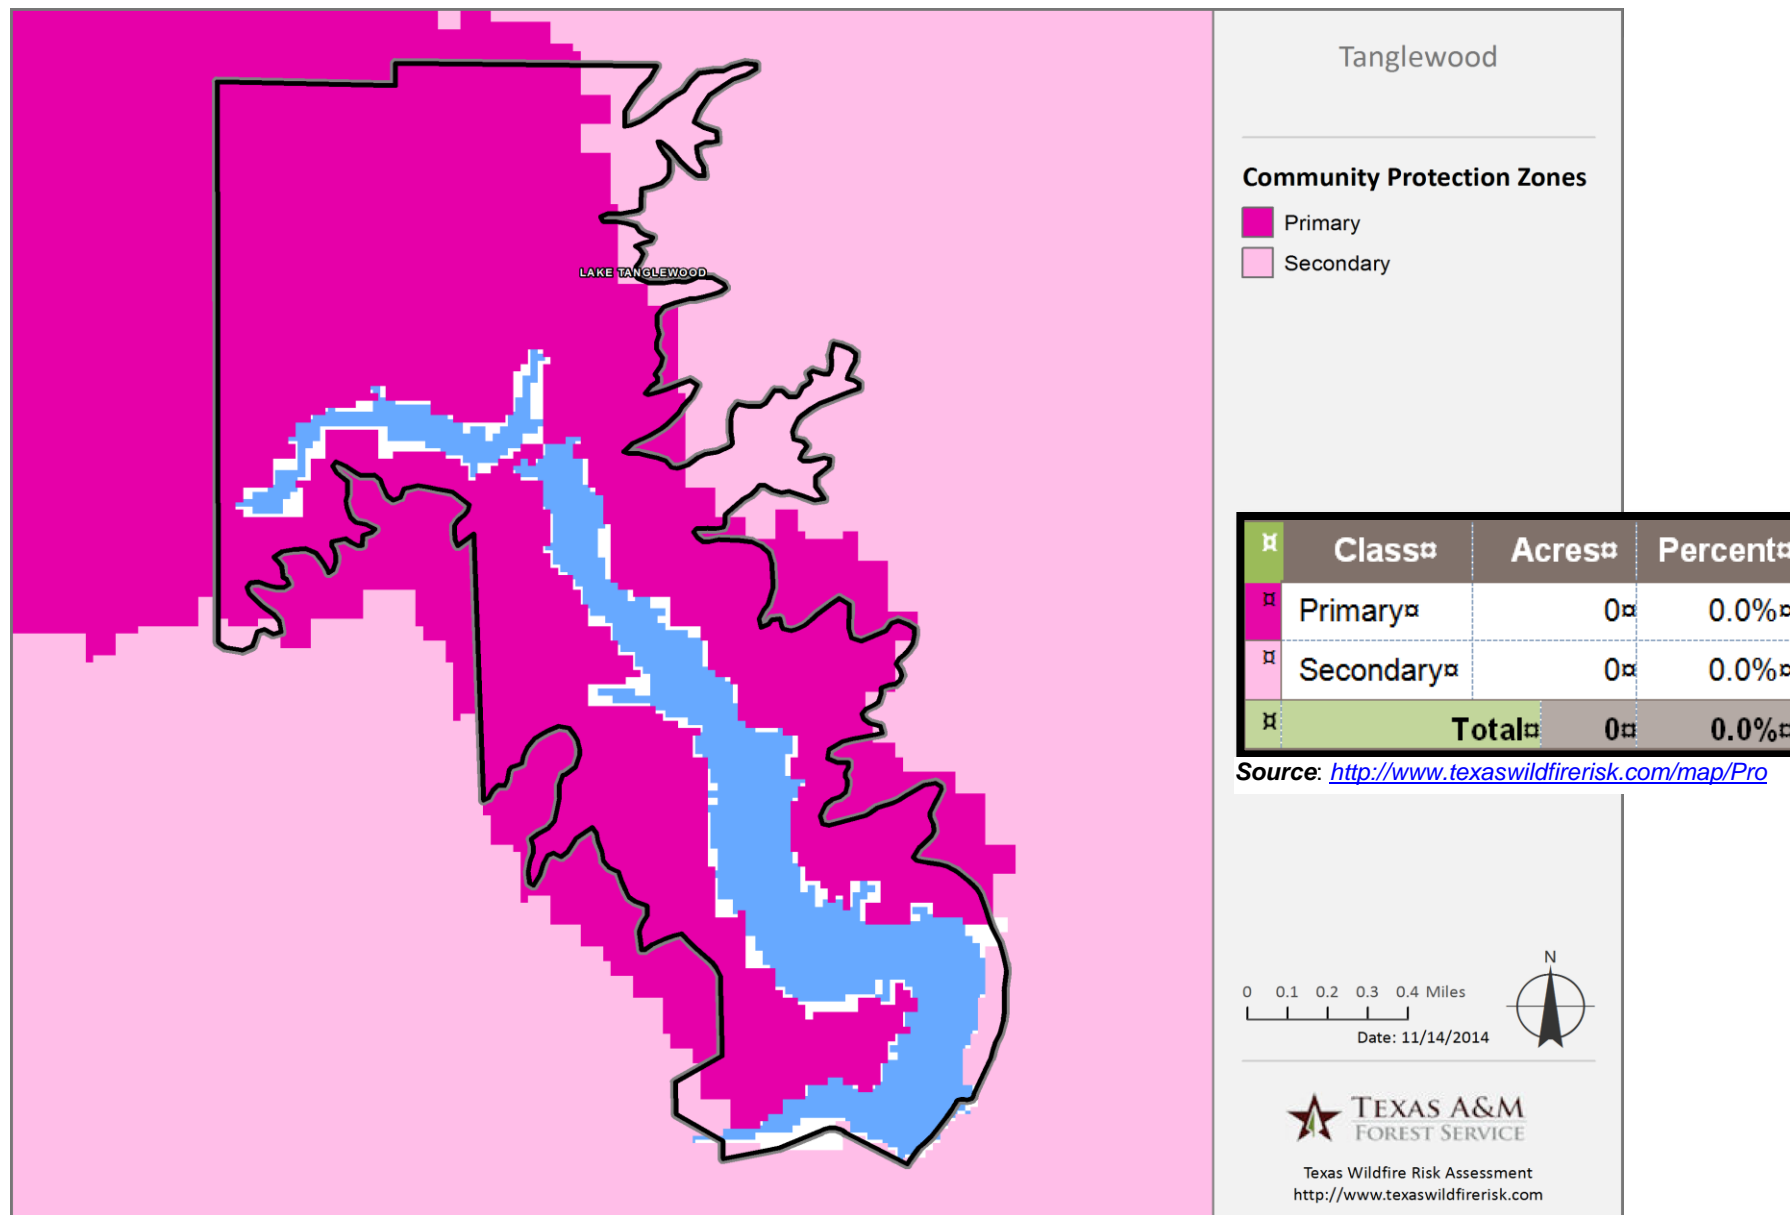 Tanglewood
Community Protection Zones
Primary
Secondary
LAKE TANGLEWOOD
¤ Class¤ Acres¤ Percent¤
¤ Primary¤ 0¤ 0.0%¤
¤ Secondary¤ 0¤ 0.0%¤
¤ Total¤ 0¤ 0.0%¤
Source: http://www.texaswildfirerisk.com/map/Pro
N
0 0.1 0.2 0.3 0.4 Miles
Date: 11/14/2014
TEXAS A&M
FOREST SERVICE
Texas Wildfire Risk Assessment
http://www.texaswildfirerisk.com